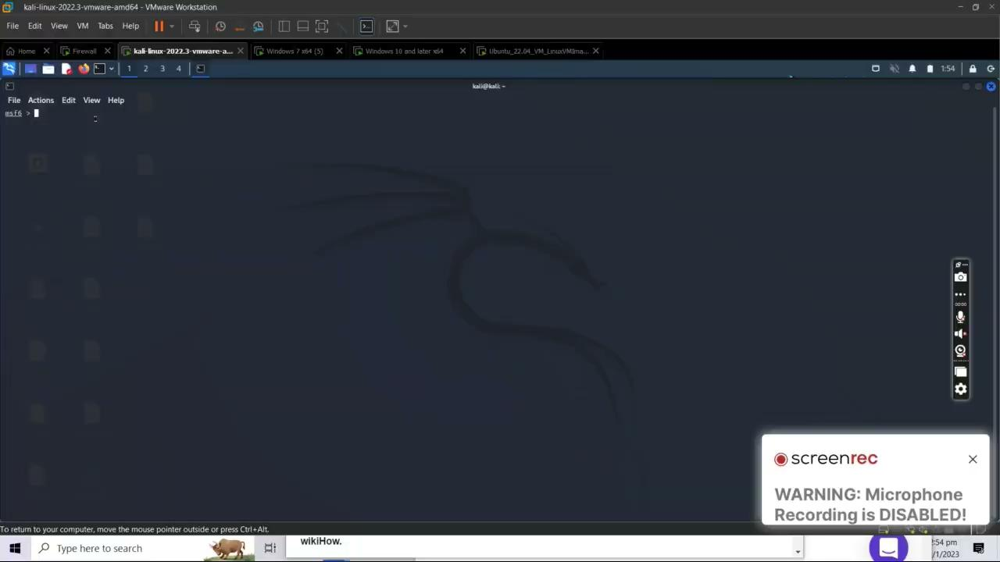 kali-linux-2022.3-vmware-amd64 - VMware Workstation
File Edit View VM Tabs Help
Home Firewall kali-linux-2022.3-vmware-a... Windows 7 x64 (5) Windows 10 and later x64 Ubuntu_22.04_VM_LinuxVMIma...
1 2 3 4 1:54
kali@kali: ~
File Actions Edit View Help
msf6 >
00:00
screenrec
WARNING: Microphone
Recording is DISABLED!
To return to your computer, move the mouse pointer outside or press Ctrl+Alt.
wikiHow.
Type here to search
:54 pm
/1/2023